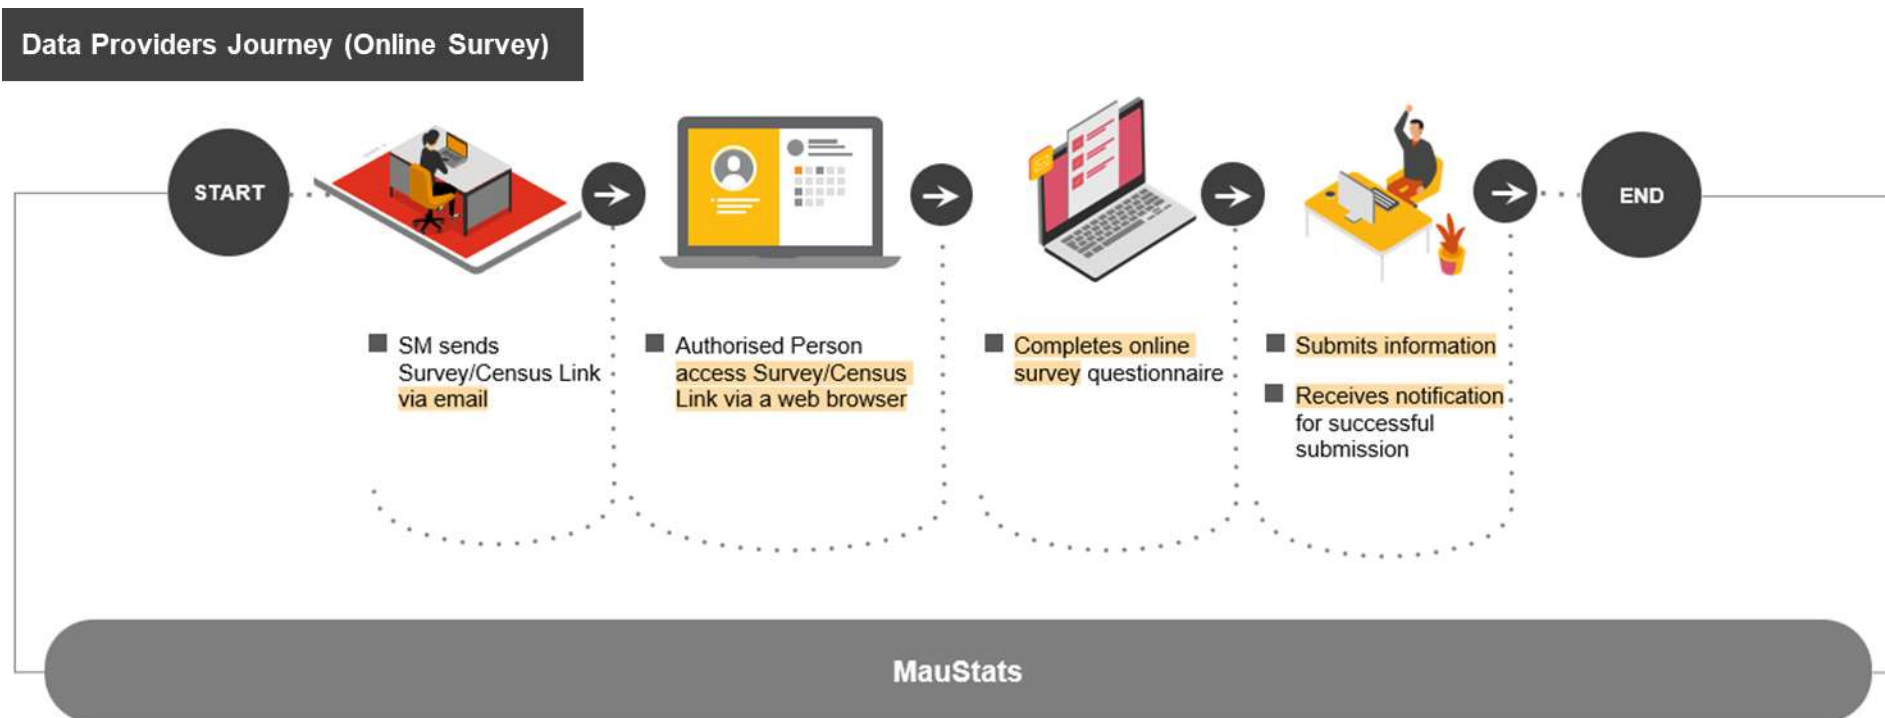 Data Providers Journey (Online Survey)
START
END
SM sends
Survey/Census Link
via email
Authorised Person
access Survey/Census
Link via a web browser
Completes online
survey questionnaire
Submits information
Receives notification
for successful
submission
MauStats